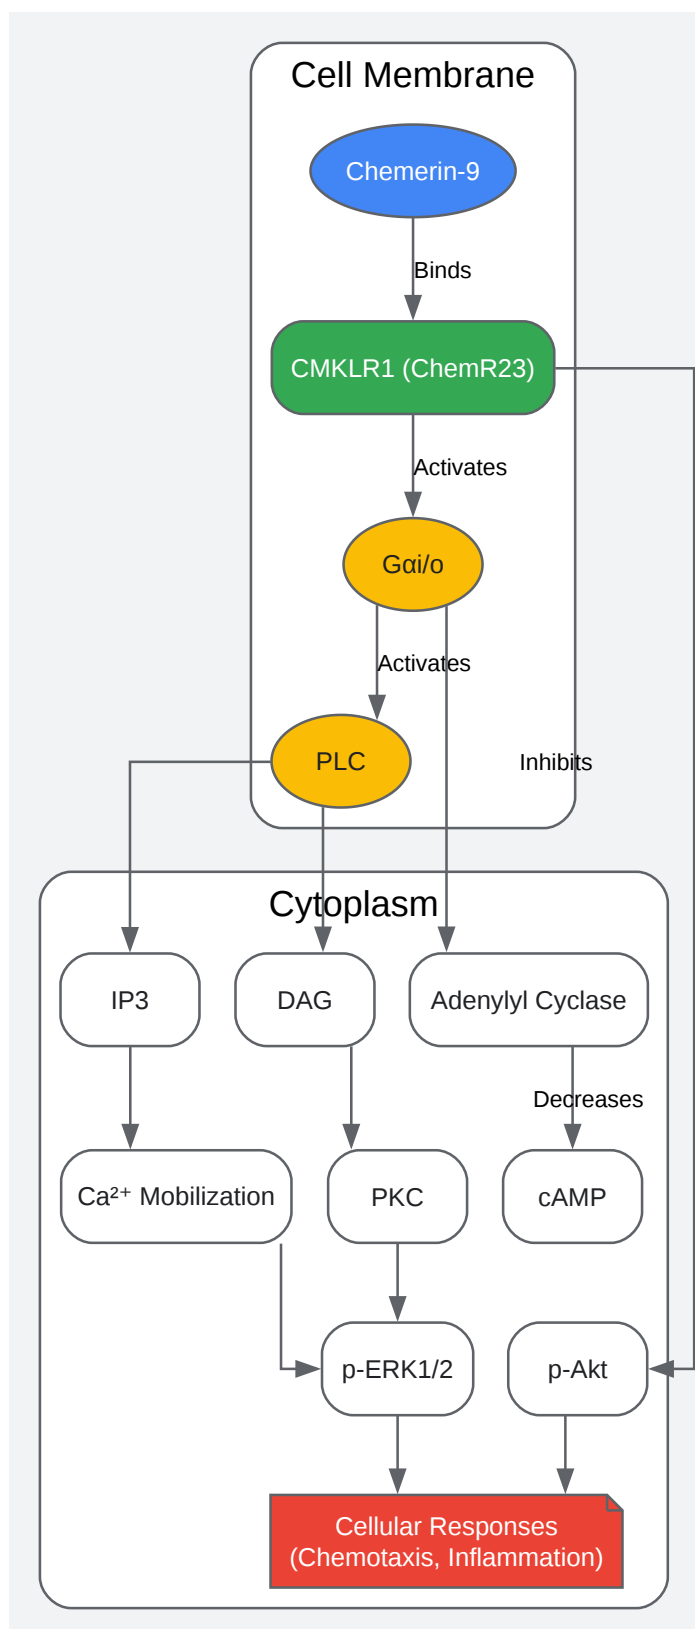 Cell Membrane
Chemerin-9
Binds
CMKLR1 (ChemR23)
Activates
Gαi/o
Activates
PLC
Inhibits
Cytoplasm
IP3
DAG
Adenylyl Cyclase
Decreases
Ca²⁺ Mobilization
PKC
cAMP
p-ERK1/2
p-Akt
Cellular Responses
(Chemotaxis, Inflammation)